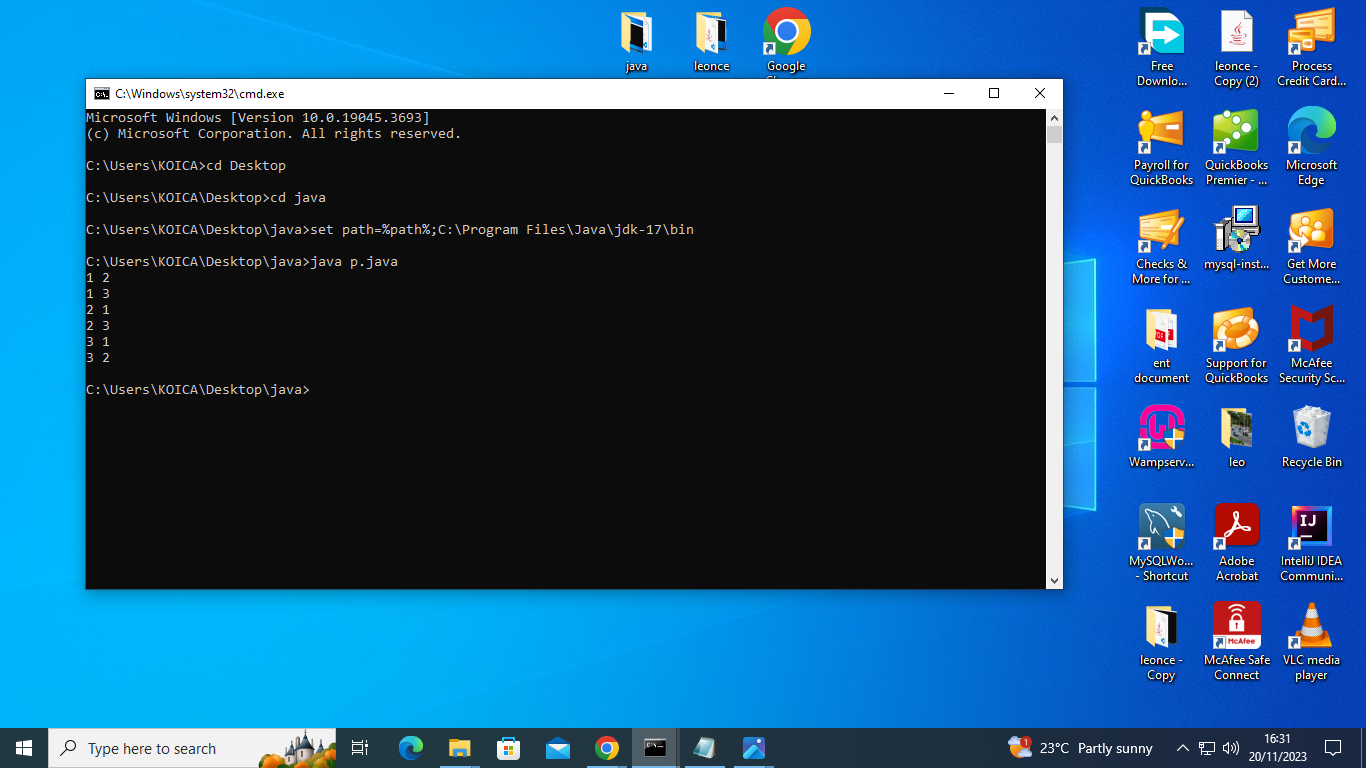 java
leonce
Google
C:\Windows\system32\cmd.exe
Microsoft Windows [Version 10.0.19045.3693]
(c) Microsoft Corporation. All rights reserved.
C:\Users\KOICA>cd Desktop
C:\Users\KOICA\Desktop>cd java
C:\Users\KOICA\Desktop\java>set path=%path%;C:\Program Files\Java\jdk-17\bin
C:\Users\KOICA\Desktop\java>java p.java
1 2
1 3
2 1
2 3
3 1
3 2
C:\Users\KOICA\Desktop\java>
Free
Downlo...
leonce -
Copy (2)
Process
Credit Card...
Payroll for
QuickBooks
QuickBooks
Premier - ...
Microsoft
Edge
Checks &
More for ...
mysql-inst...
Get More
Custome...
ent
document
Support for
QuickBooks
McAfee
Security Sc...
Wampserv...
leo
Recycle Bin
MySQLWo...
- Shortcut
Adobe
Acrobat
IJ
IntelliJ IDEA
Communi...
leonce -
Copy
McAfee
McAfee Safe
Connect
VLC media
player
Type here to search
1
23°C Partly sunny
16:31
20/11/2023